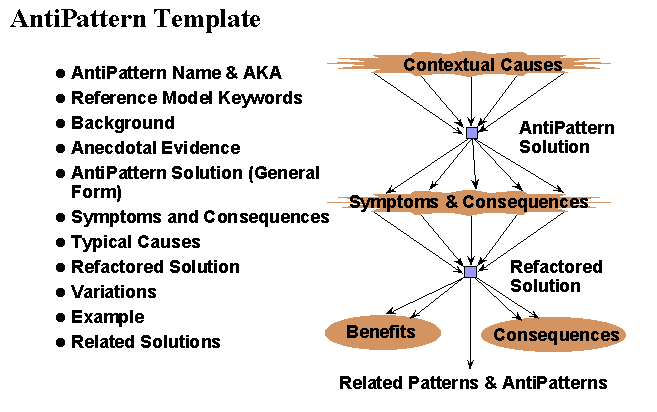 AntiPattern Template
AntiPattern Name & AKA
Reference Model Keywords
Background
Anecdotal Evidence
AntiPattern Solution (General
Form)
Symptoms and Consequences
Typical Causes
Refactored Solution
Variations
Example
Related Solutions
Contextual Causes
AntiPattern
Solution
Symptoms & Consequences
Refactored
Solution
Benefits
Consequences
Related Patterns & AntiPatterns